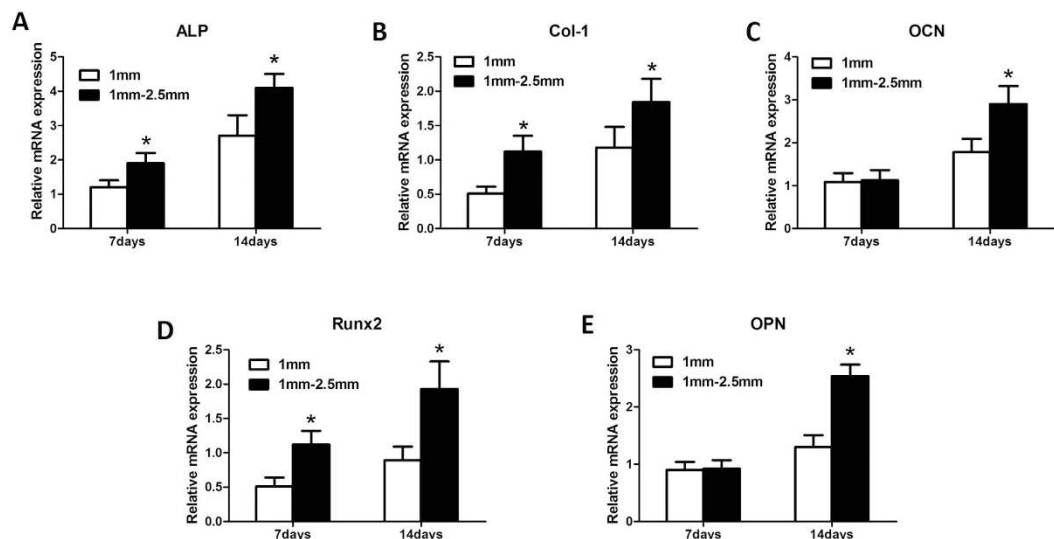 A
ALP
1mm
1mm-2.5mm
Relative mRNA expression
5
4
3
2
1
0
*
*
7days
14days
B
Col-1
1mm
1mm-2.5mm
Relative mRNA expression
2.5
2.0
1.5
1.0
0.5
0.0
*
*
7days
14days
C
OCN
1mm
1mm-2.5mm
Relative mRNA expression
4
3
2
1
0
*
7days
14days
D
Runx2
1mm
1mm-2.5mm
Relative mRNA expression
2.5
2.0
1.5
1.0
0.5
0.0
*
*
7days
14days
E
OPN
1mm
1mm-2.5mm
Relative mRNA expression
3
2
1
0
*
7days
14days